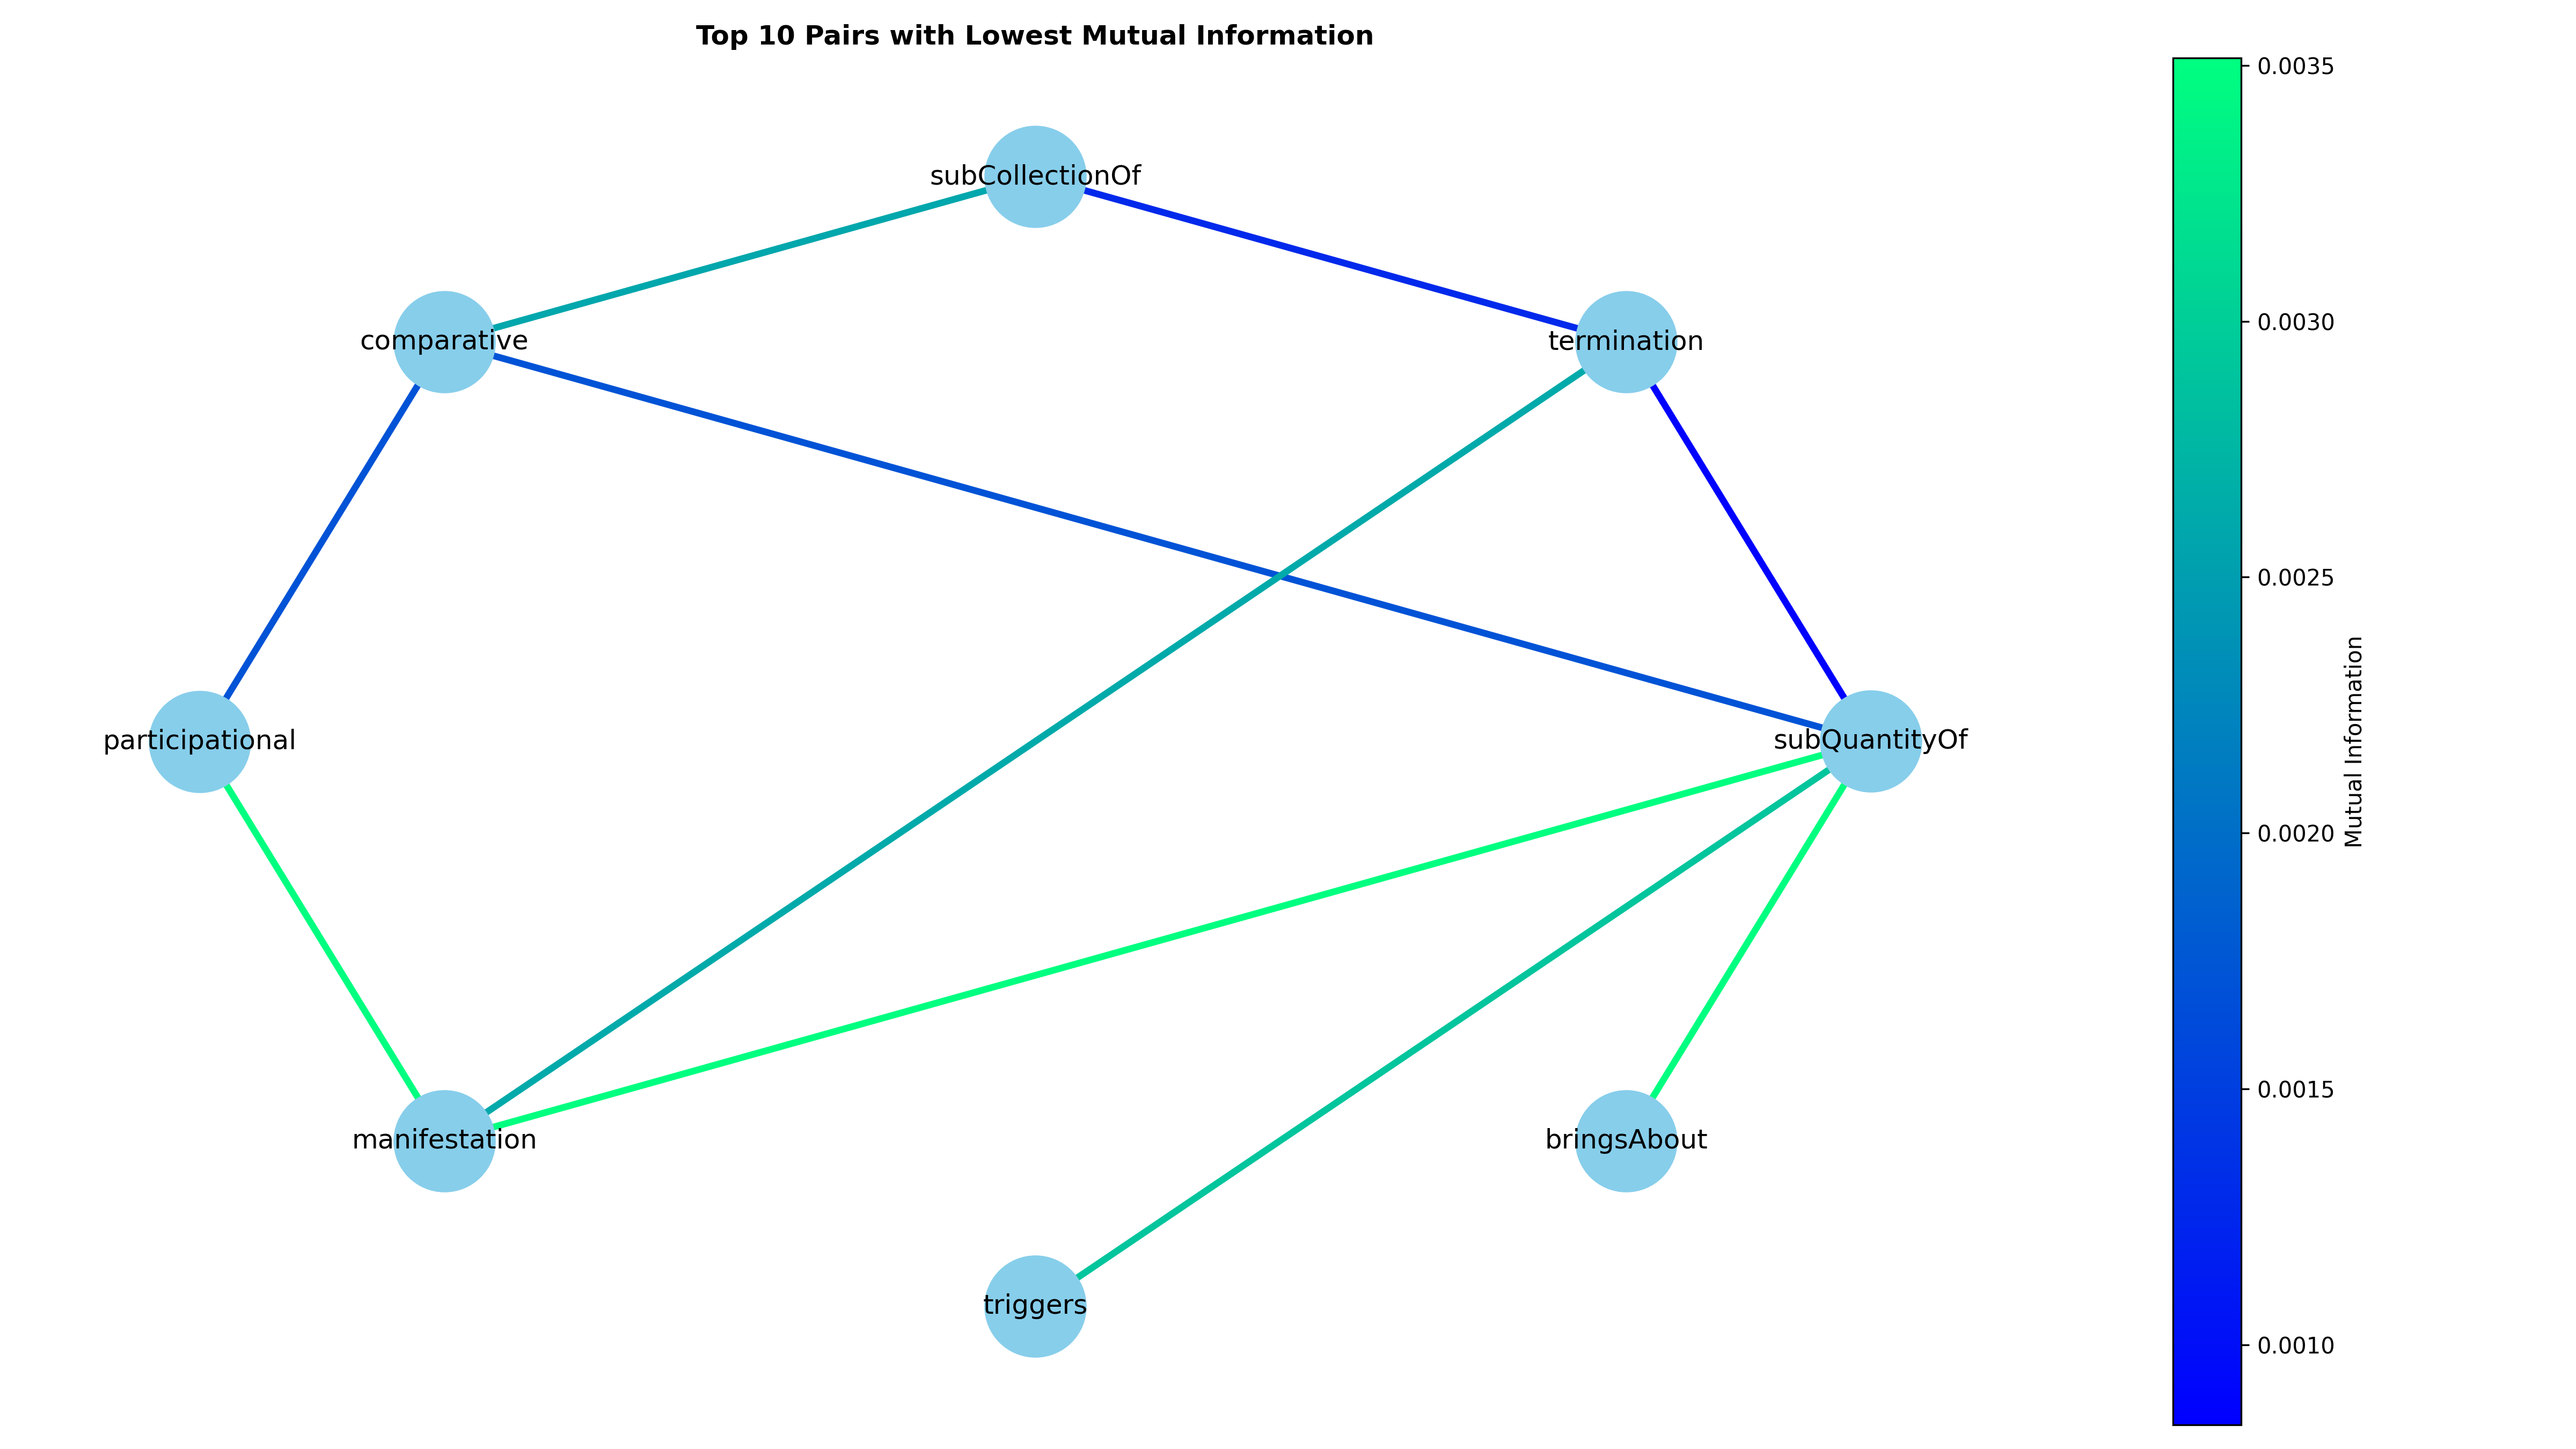 Top 10 Pairs with Lowest Mutual Information
subCollectionOf
comparative
termination
participational
subQuantityOf
manifestation
bringsAbout
triggers
0.0035
0.0030
0.0025
0.0020
0.0015
0.0010
Mutual Information